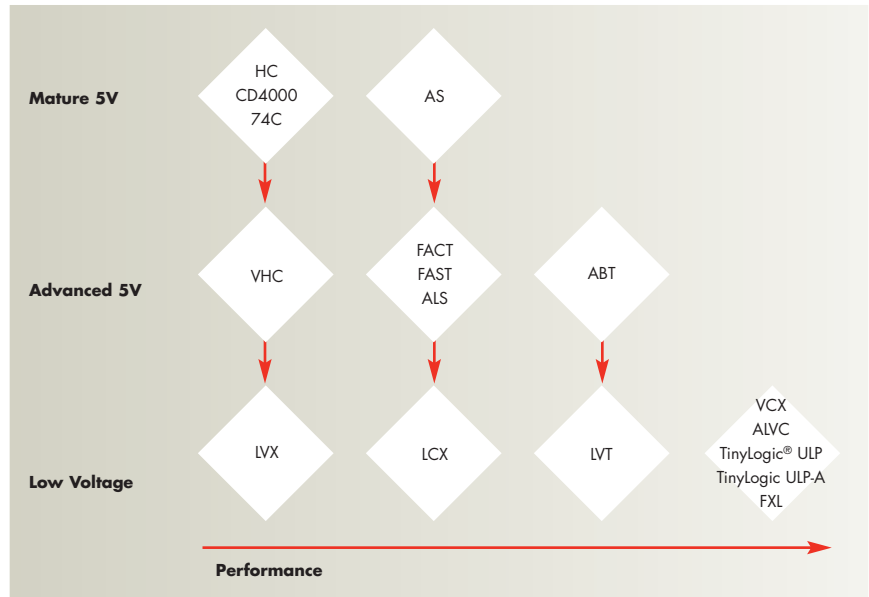 Mature 5V
HC
CD4000
74C
AS
Advanced 5V
VHC
FACT
FAST
ALS
ABT
Low Voltage
LVX
LCX
LVT
VCX
ALVC
TinyLogic® ULP
TinyLogic ULP-A
FXL
Performance